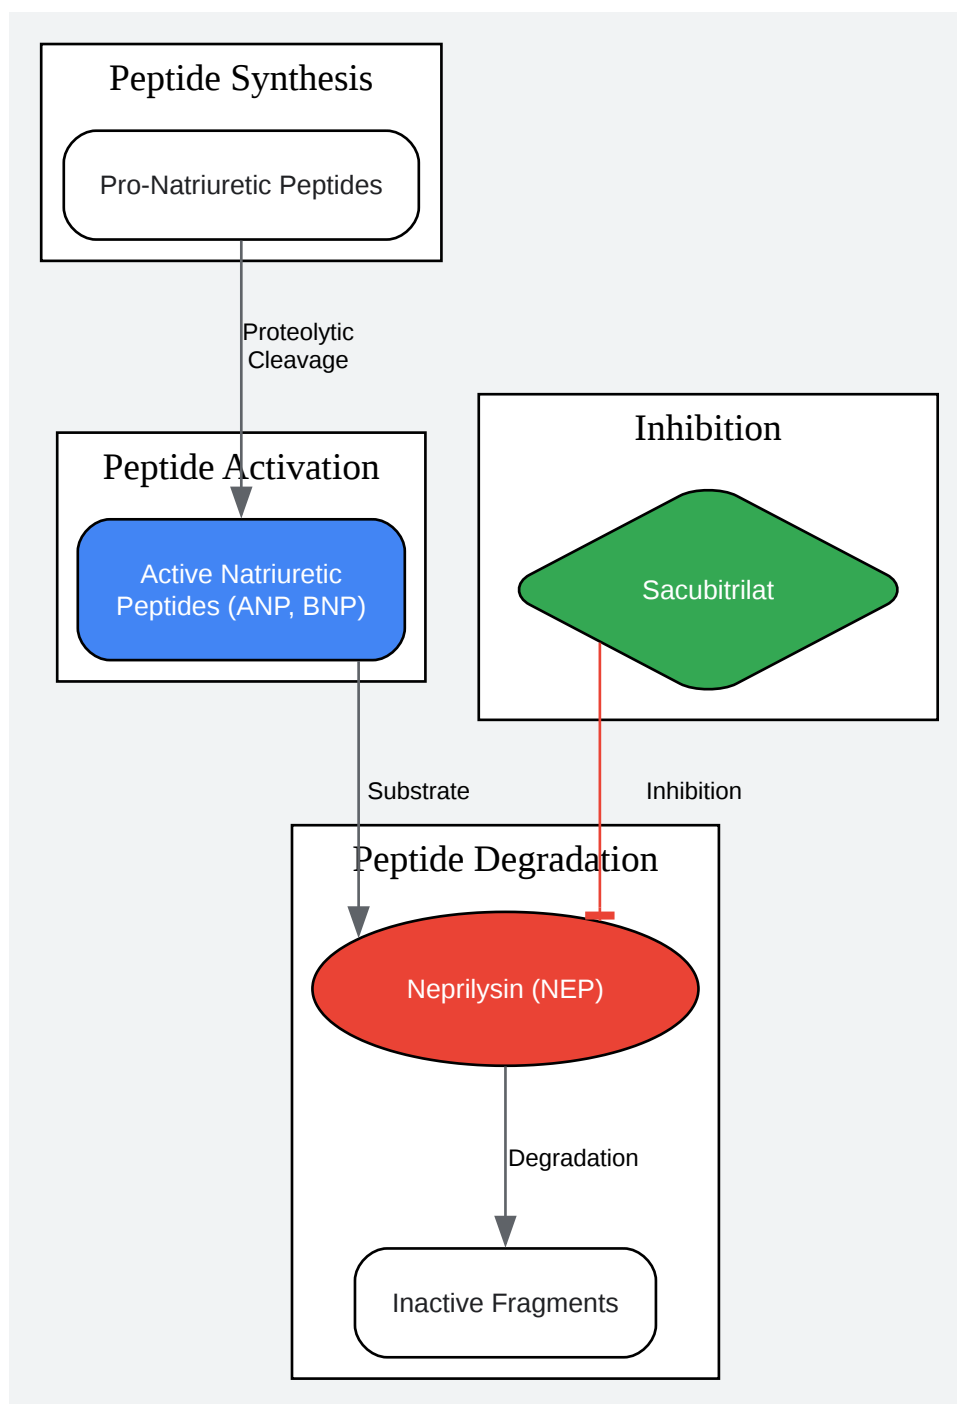 Peptide Synthesis
Pro-Natriuretic Peptides
Proteolytic
Cleavage
Peptide Activation
Active Natriuretic
Peptides (ANP, BNP)
Inhibition
Sacubitrilat
Substrate
Inhibition
Peptide Degradation
Neprilysin (NEP)
Degradation
Inactive Fragments